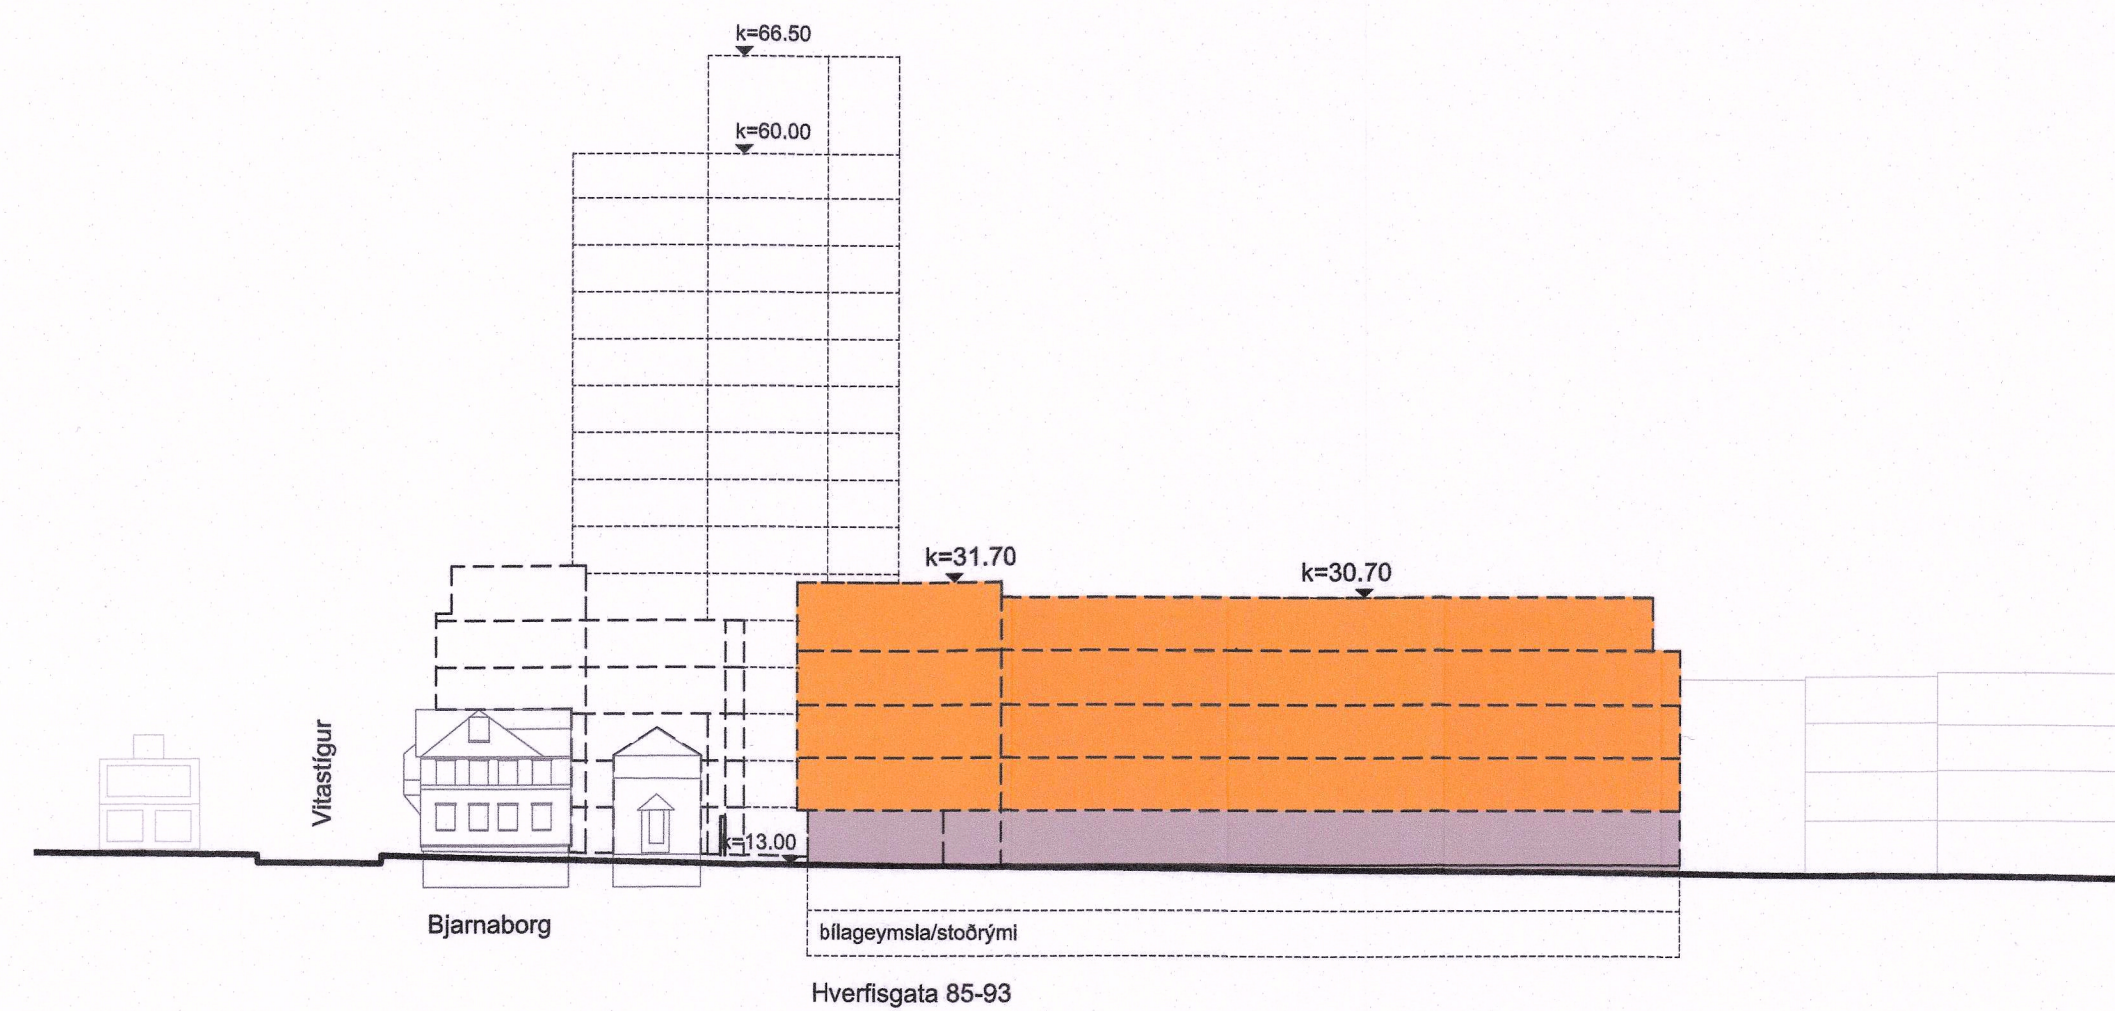 k=66.50
k=60.00
k=31.70
k=30.70
Vitastígur
k=13.00
Bjarnaborg
bílageymsla/stoðrými
Hverfisgata 85-93